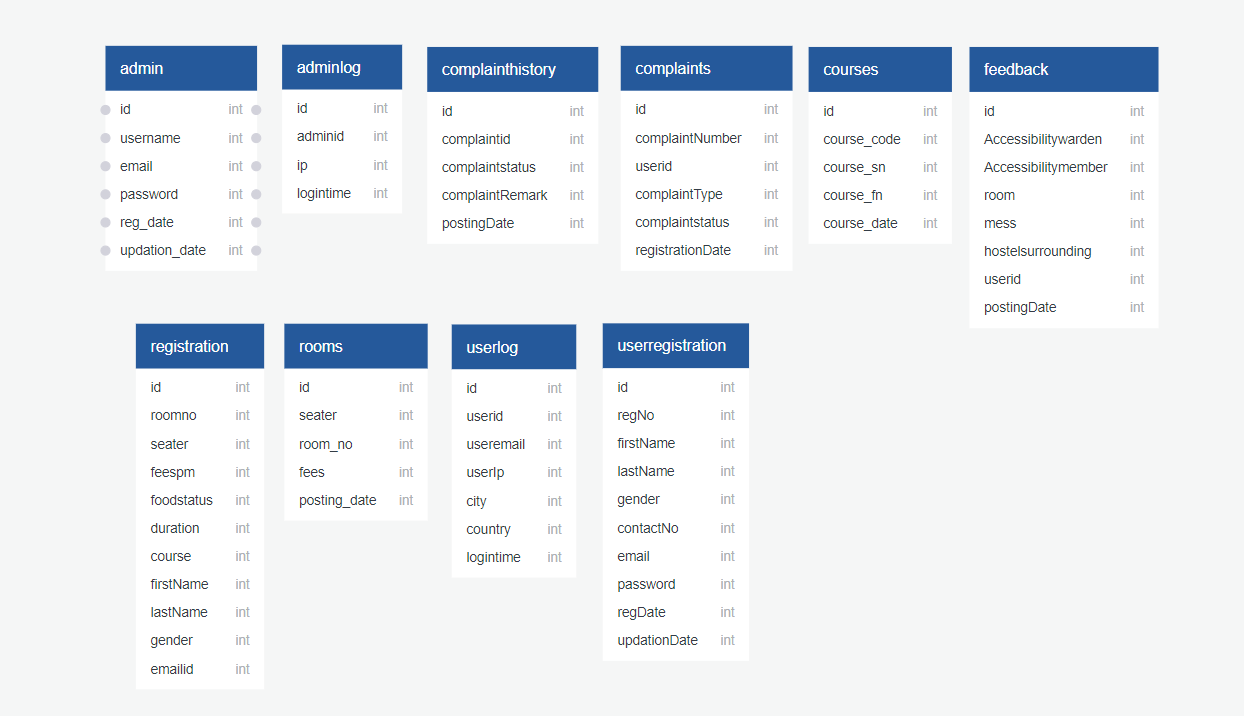 admin
id int
username int
email int
password int
reg_date int
updation_date int
adminlog
id int
adminid int
ip int
logintime int
complainthistory
id int
complaintid int
complaintstatus int
complaintRemark int
postingDate int
complaints
id int
complaintNumber int
userid int
complaintType int
complaintstatus int
registrationDate int
courses
id int
course_code int
course_sn int
course_fn int
course_date int
feedback
id int
Accessibilitywarden int
Accessibilitymember int
room int
mess int
hostelsurrounding int
userid int
postingDate int
registration
id int
roomno int
seater int
feespm int
foodstatus int
duration int
course int
firstName int
lastName int
gender int
emailid int
rooms
id int
seater int
room_no int
fees int
posting_date int
userlog
id int
userid int
useremail int
userIp int
city int
country int
logintime int
userregistration
id int
regNo int
firstName int
lastName int
gender int
contactNo int
email int
password int
regDate int
updationDate int